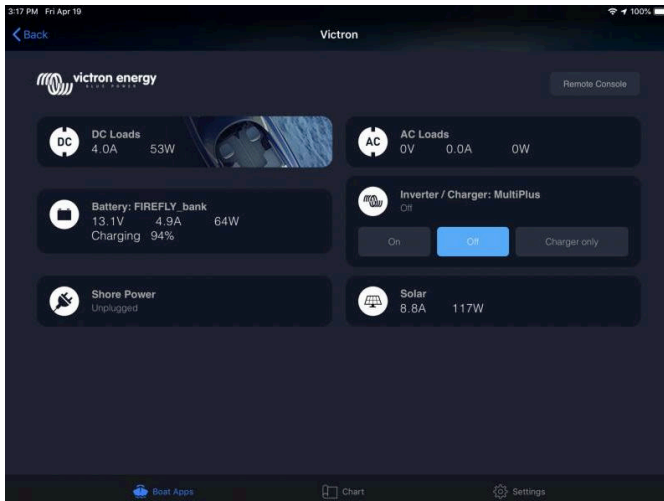 3:17 PM Fri Apr 19
100%
Back
Victron
victron energy
BLUE POWER
Remote Console
DC
DC Loads
4.0A 53W
AC
AC Loads
0V 0.0A 0W
Battery: FIREFLY_bank
13.1V 4.9A 64W
Charging 94%
Inverter / Charger: MultiPlus
Off
On Off Charger only
Shore Power
Unplugged
Solar
8.8A 117W
Boat Apps Chart Settings